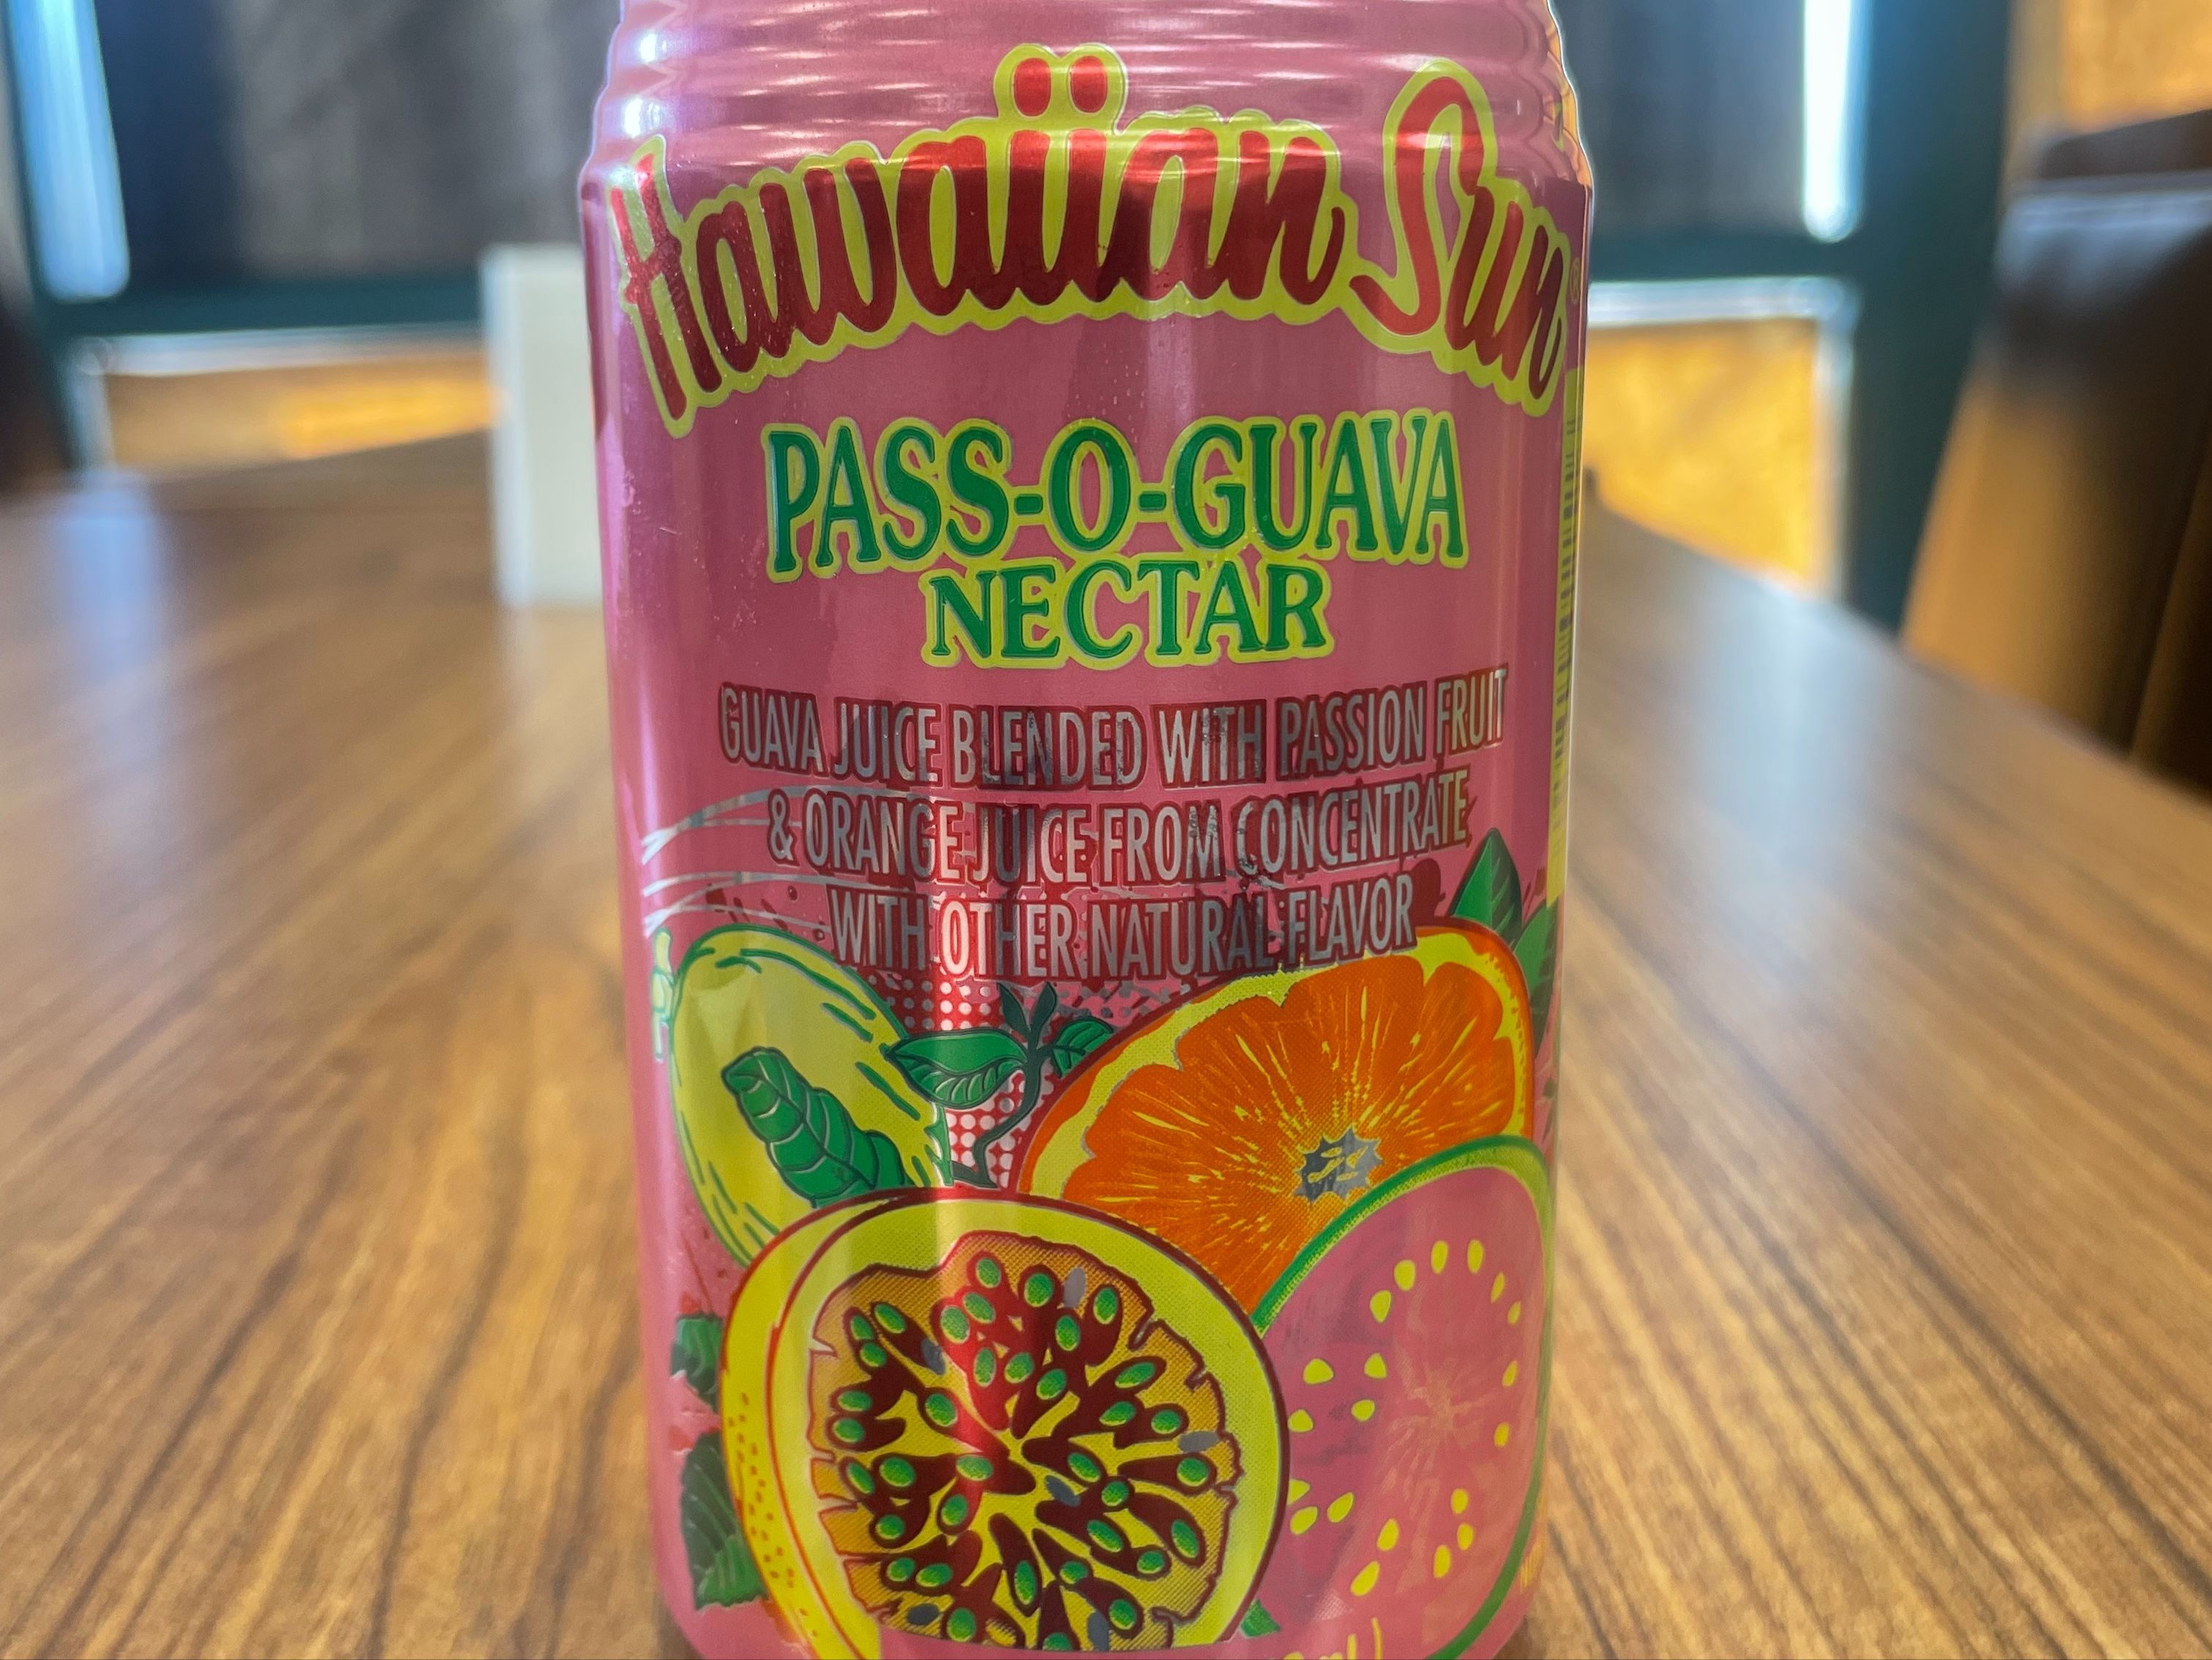 Hawaiian Sun®
PASS-O-GUAVA
NECTAR
GUAVA JUICE BLENDED WITH PASSION FRUIT
& ORANGE JUICE FROM CONCENTRATE
WITH OTHER NATURAL FLAVOR